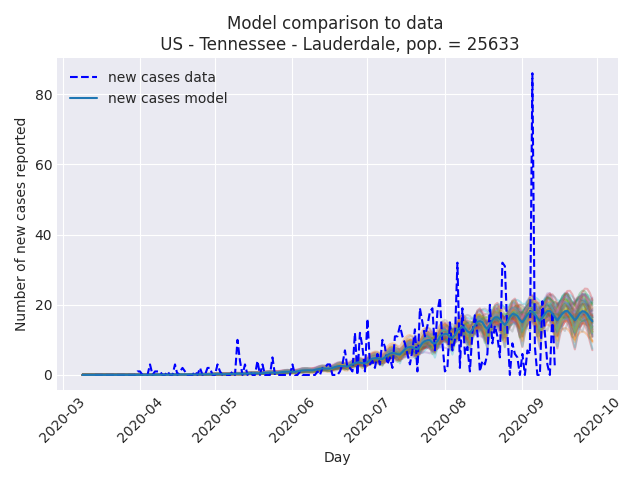 Model comparison to data
US - Tennessee - Lauderdale, pop. = 25633
new cases data
new cases model
Number of new cases reported
80
60
40
20
0
2020-03
2020-04
2020-05
2020-06
2020-07
2020-08
2020-09
2020-10
Day